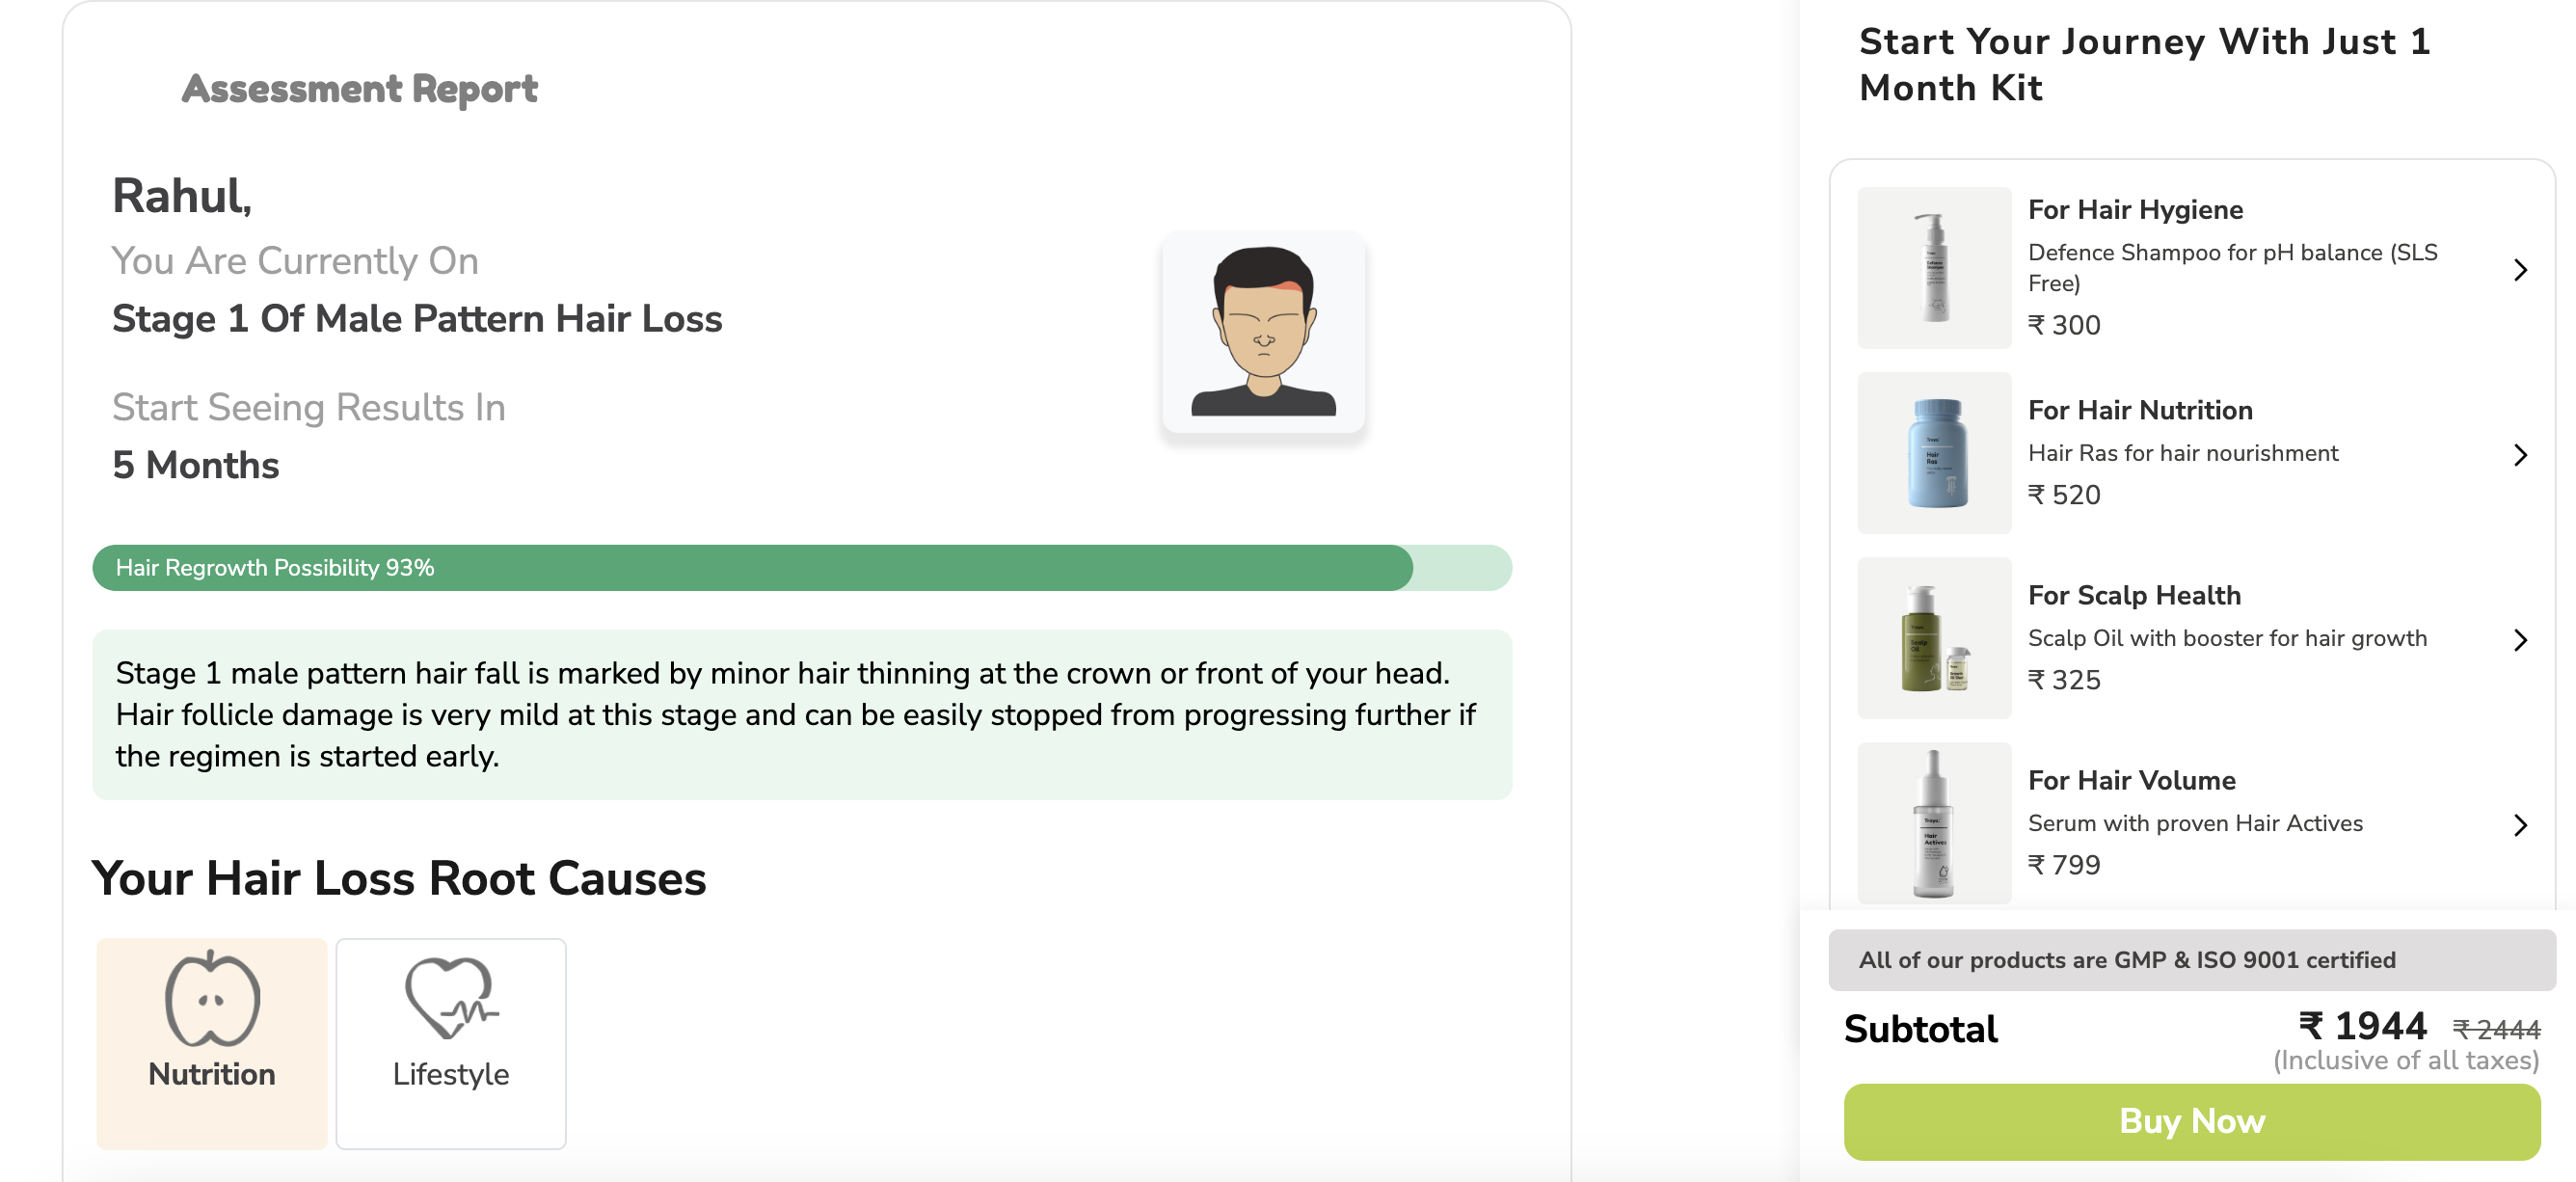 Assessment Report
Rahul,
You Are Currently On
Stage 1 Of Male Pattern Hair Loss
Start Seeing Results In
5 Months
Hair Regrowth Possibility 93%
Stage 1 male pattern hair fall is marked by minor hair thinning at the crown or front of your head.
Hair follicle damage is very mild at this stage and can be easily stopped from progressing further if
the regimen is started early.
Your Hair Loss Root Causes
Nutrition
Lifestyle
Start Your Journey With Just 1
Month Kit
For Hair Hygiene
Defence Shampoo for pH balance (SLS
Free)
₹ 300
Hair
Ras
For Hair Nutrition
Hair Ras for hair nourishment
₹ 520
Scalp
Oil
For Scalp Health
Scalp Oil with booster for hair growth
₹ 325
Hair
Actives
For Hair Volume
Serum with proven Hair Actives
₹ 799
All of our products are GMP & ISO 9001 certified
Subtotal
₹ 1944 ₹ 2444
(Inclusive of all taxes)
Buy Now